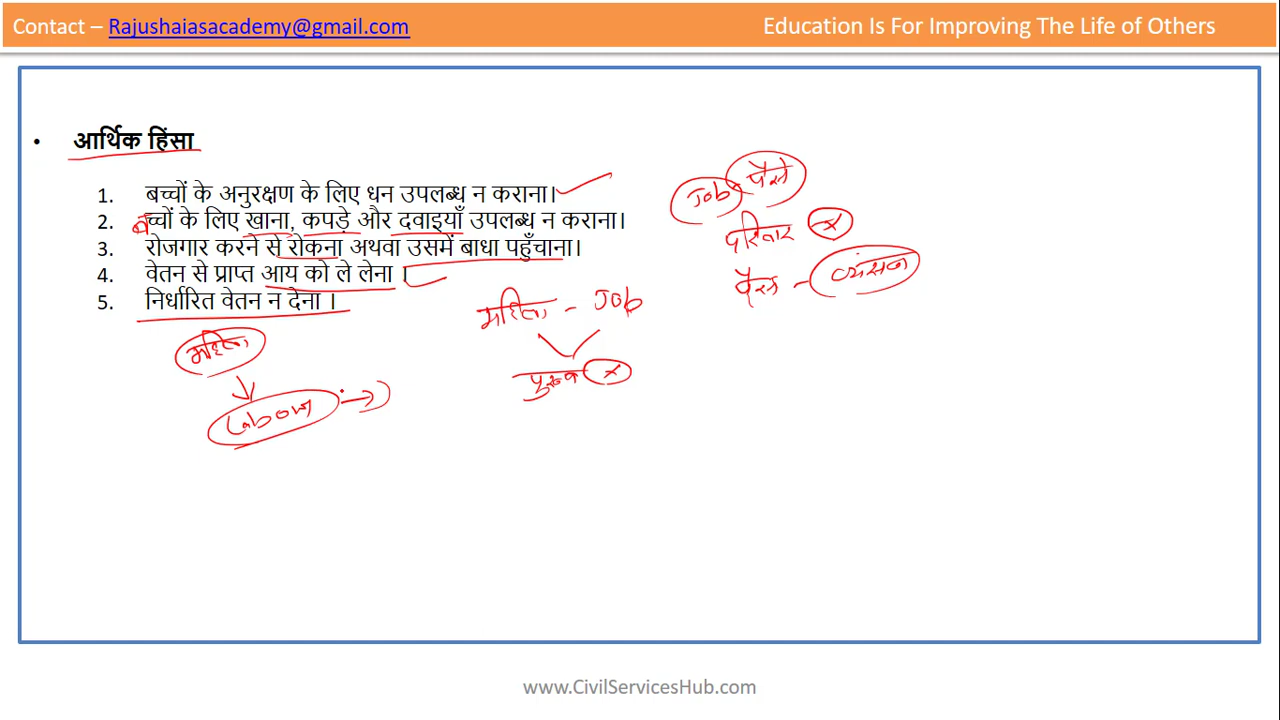 Contact – Rajushaiasacademy@gmail.com
Education Is For Improving The Life of Others
• आर्थिक हिंसा
1. बच्चों के अनुरक्षण के लिए धन उपलब्ध न कराना।
2. बच्चों के लिए खाना, कपड़े और दवाइयाँ उपलब्ध न कराना।
3. रोजगार करने से रोकना अथवा उसमें बाधा पहुँचाना।
4. वेतन से प्राप्त आय को ले लेना ।
5. निर्धारित वेतन न देना ।
Job पैसे
परिवार x
पैसा - व्यसन
महिला - Job
पुरुष x
महिला
Labour
www.CivilServicesHub.com